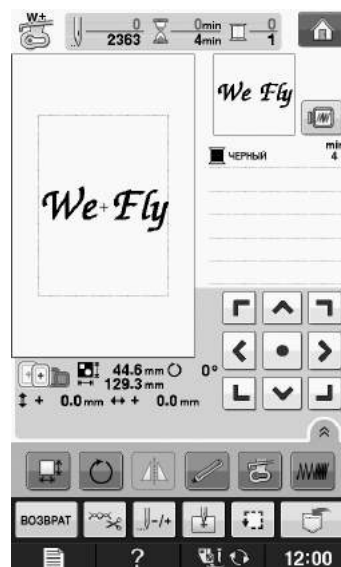 W±
0
2363
0min
4min
0
1
We Fly
ЧЕРНЫЙ
min
4
We+Fly
44.6 mm 0°
129.3 mm
+ 0.0 mm + 0.0 mm
ВОЗВРАТ
-/+
?
12:00